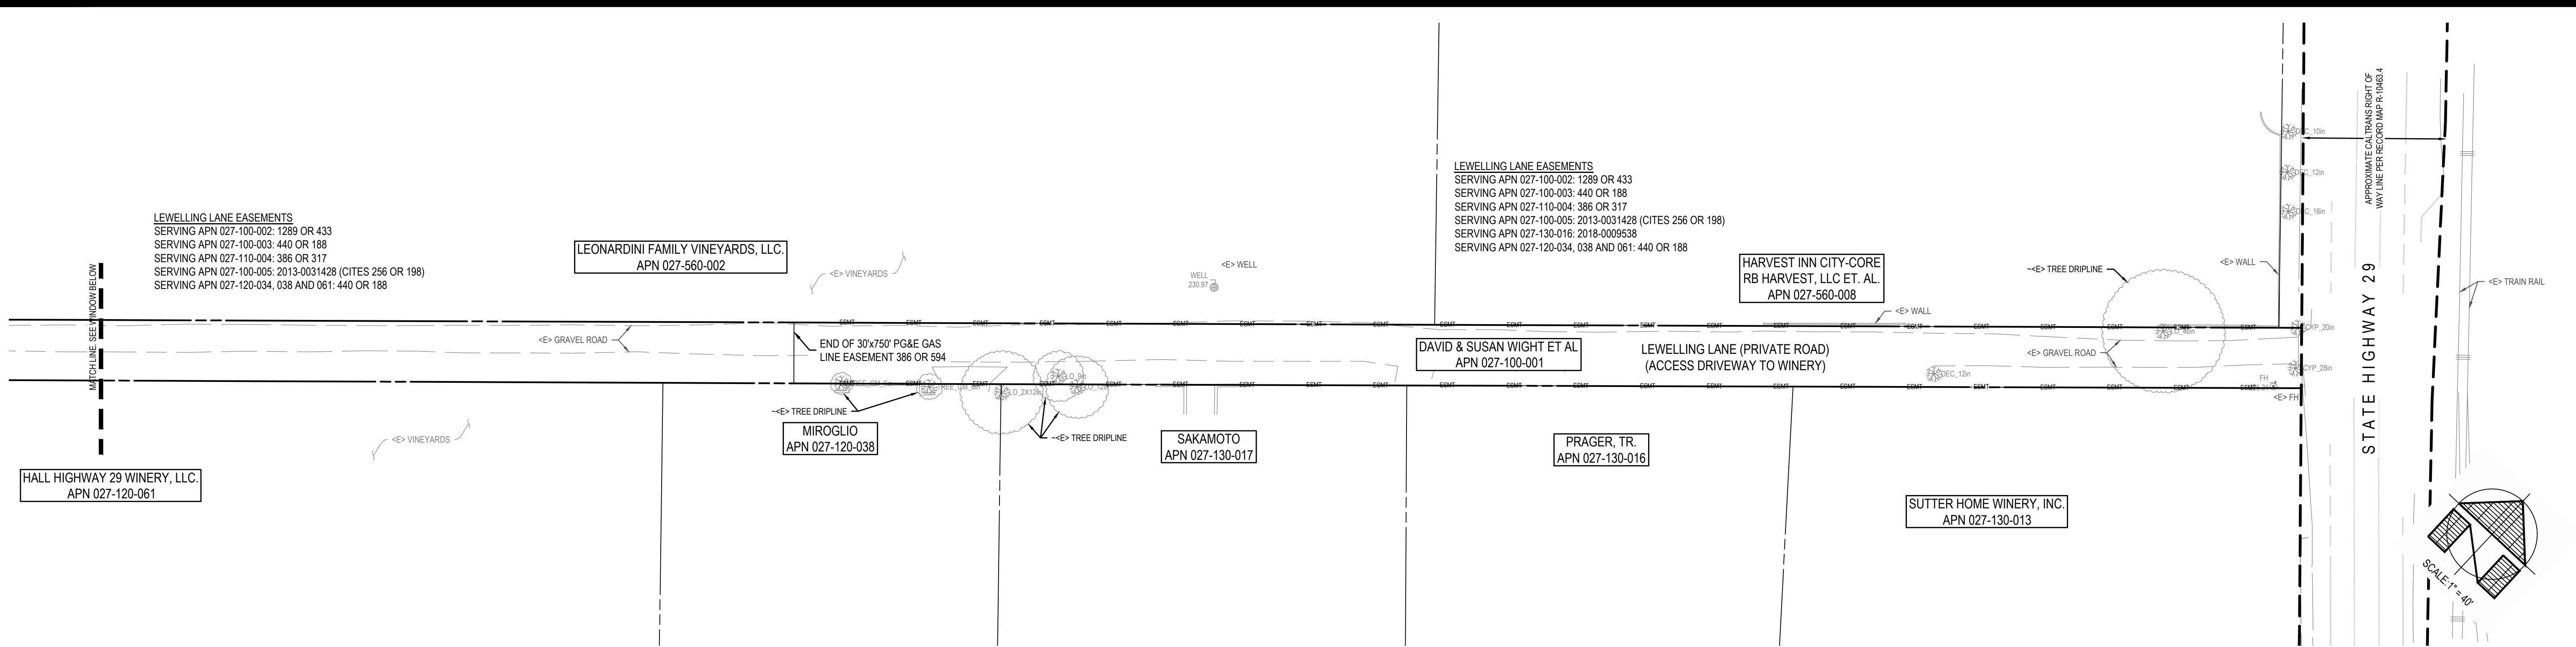 LEWELLING LANE EASEMENTS
SERVING APN 027-100-002: 1289 OR 433
SERVING APN 027-100-003: 440 OR 188
SERVING APN 027-110-004: 386 OR 317
SERVING APN 027-100-005: 2013-0031428 (CITES 256 OR 198)
SERVING APN 027-120-034, 038 AND 061: 440 OR 188
MATCH LINE. SEE WINDOW BELOW
LEONARDINI FAMILY VINEYARDS, LLC.
APN 027-560-002
<E> VINEYARDS
WELL
230.97
<E> WELL
LEWELLING LANE EASEMENTS
SERVING APN 027-100-002: 1289 OR 433
SERVING APN 027-100-003: 440 OR 188
SERVING APN 027-110-004: 386 OR 317
SERVING APN 027-100-005: 2013-0031428 (CITES 256 OR 198)
SERVING APN 027-130-016: 2018-0009538
SERVING APN 027-120-034, 038 AND 061: 440 OR 188
HARVEST INN CITY-CORE
RB HARVEST, LLC ET. AL.
APN 027-560-008
<E> WALL
~<E> TREE DRIPLINE
<E> WALL
DEC_10in
DEC_12in
DEC_16in
APPROXIMATE CALTRANS RIGHT OF
WAY LINE PER RECORD MAP R-10463.4
STATE HIGHWAY 29
<E> TRAIN RAIL
<E> GRAVEL ROAD
END OF 30'x750' PG&E GAS
LINE EASEMENT 386 OR 594
DAVID & SUSAN WIGHT ET AL
APN 027-100-001
LEWELLING LANE (PRIVATE ROAD)
(ACCESS DRIVEWAY TO WINERY)
<E> GRAVEL ROAD
DEC_12in
CYP_20in
CYP_28in
FH
<E> FH
LO_2X12in
LO_9in
LO_12in
~<E> TREE DRIPLINE
~<E> TREE DRIPLINE
<E> VINEYARDS
MIROGLIO
APN 027-120-038
SAKAMOTO
APN 027-130-017
PRAGER, TR.
APN 027-130-016
HALL HIGHWAY 29 WINERY, LLC.
APN 027-120-061
SUTTER HOME WINERY, INC.
APN 027-130-013
SCALE:1" = 40'